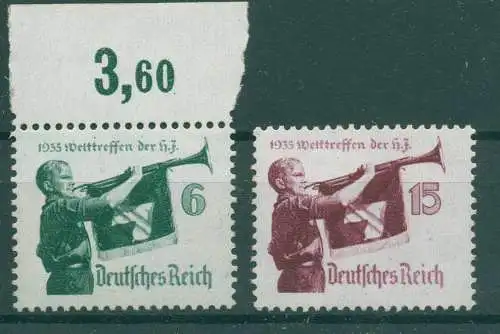 3,60
1935 Welttreffen der H.J.
6
Deutsches Reich
1935 Welttreffen der H.J.
15
Deutsches Reich